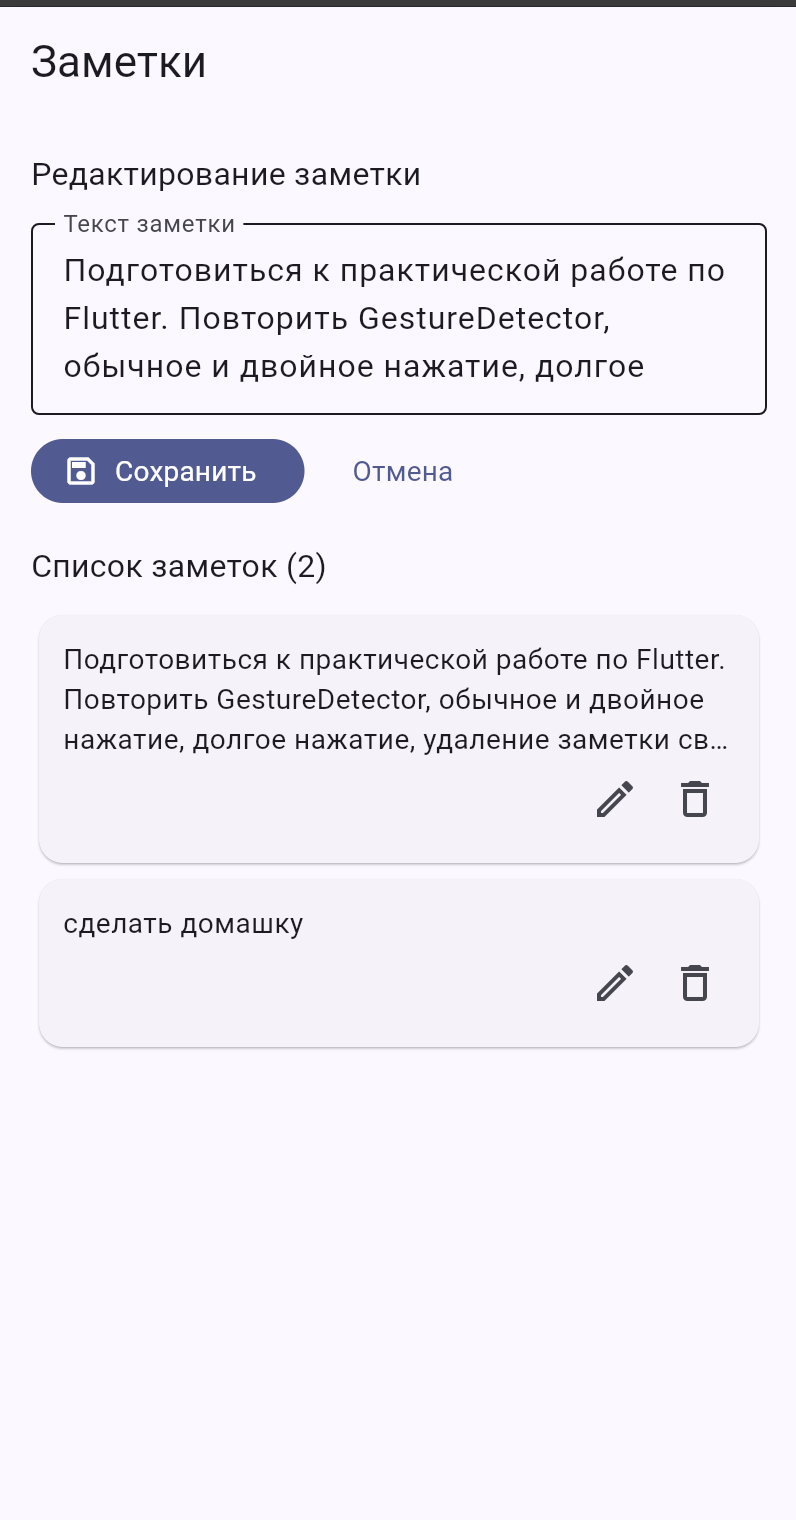 Заметки
Редактирование заметки
Текст заметки
Подготовиться к практической работе по
Flutter. Повторить GestureDetector,
обычное и двойное нажатие, долгое
Сохранить
Отмена
Список заметок (2)
Подготовиться к практической работе по Flutter.
Повторить GestureDetector, обычное и двойное
нажатие, долгое нажатие, удаление заметки св…
сделать домашку